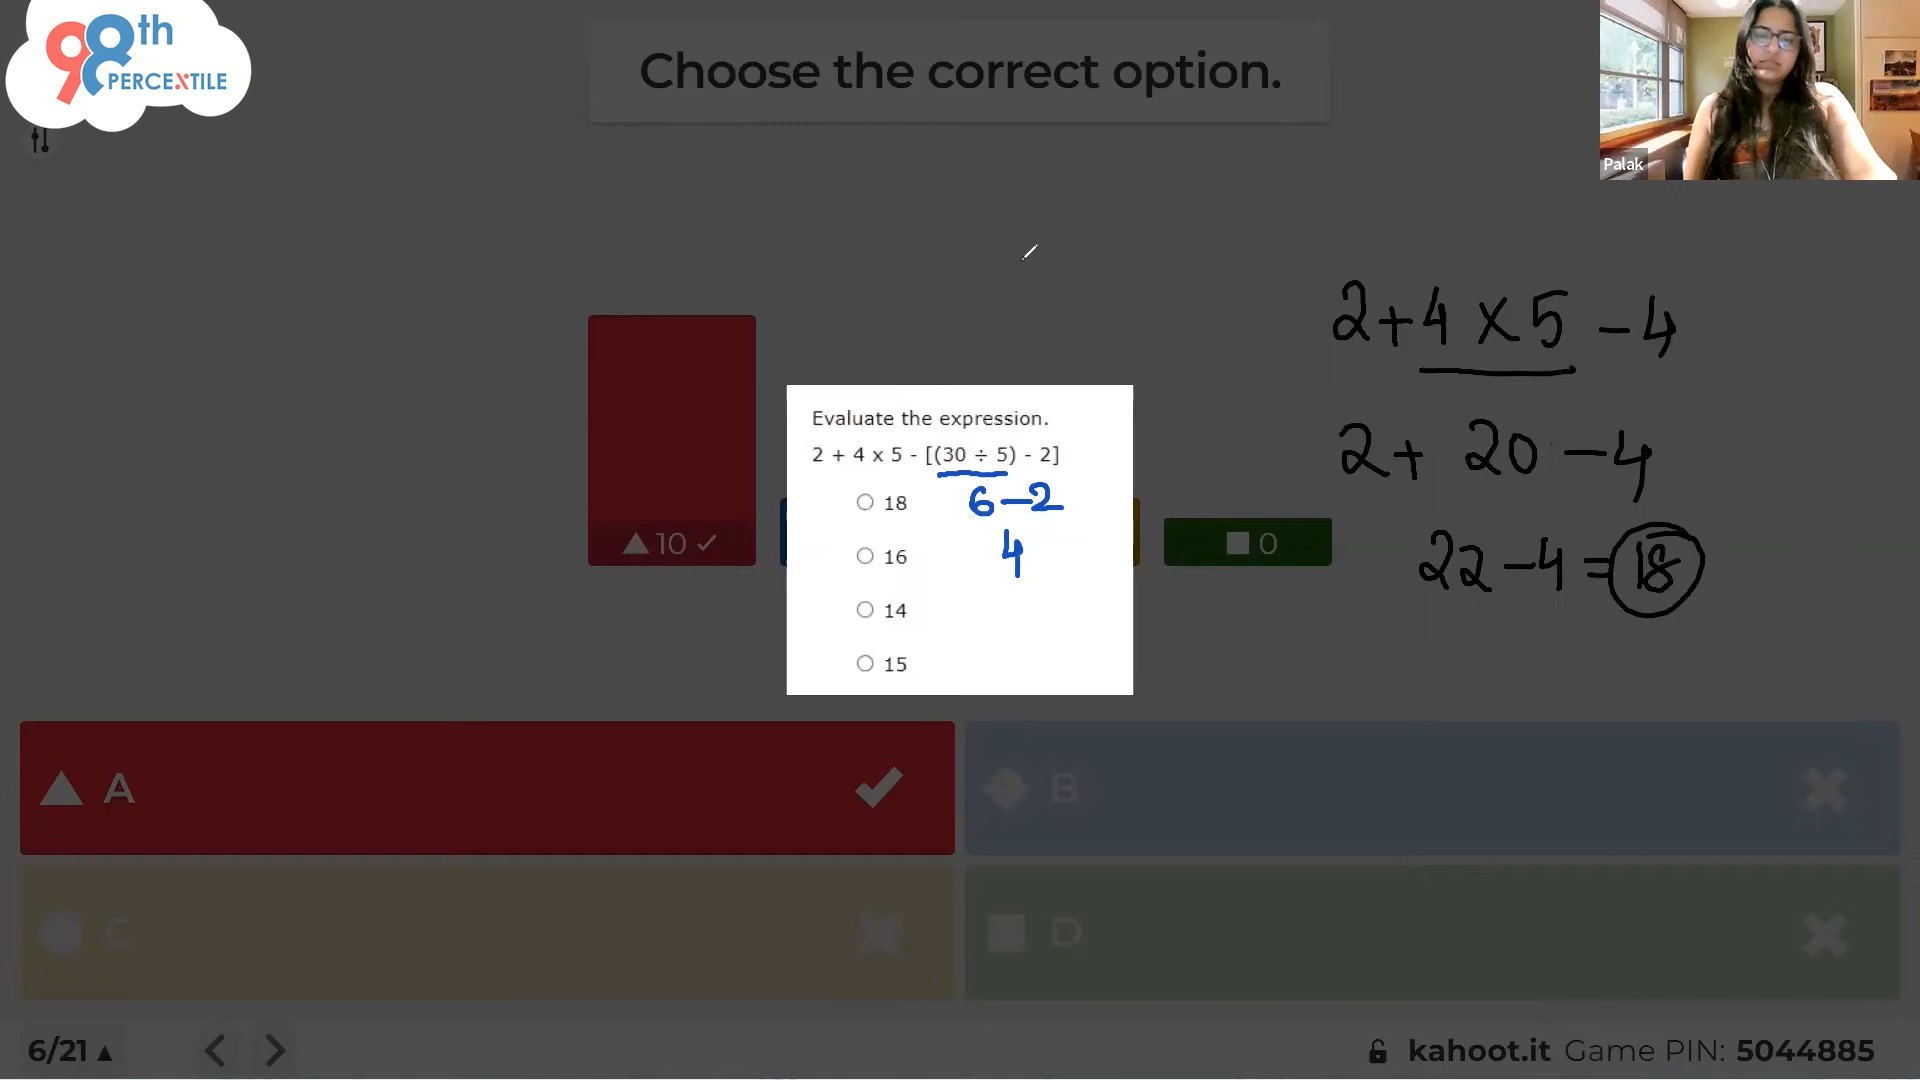 98th
PERCENTILE
Choose the correct option.
Palak
Evaluate the expression.
2 + 4 x 5 - [(30 ÷ 5) - 2]
6 - 2
4
18
16
14
15
2 + 4 × 5 - 4
2 + 20 - 4
22 - 4 = 18
10
0
A
B
C
D
6/21
kahoot.it Game PIN: 5044885